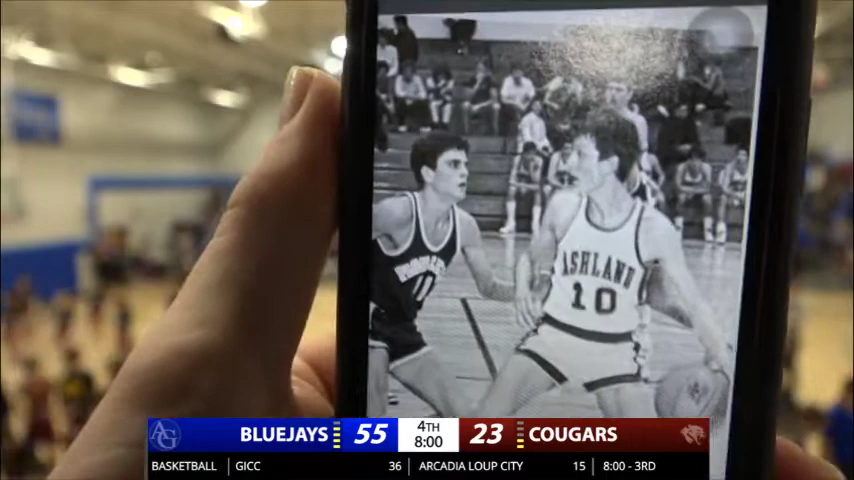 ASHLAND
10
11
AG BLUEJAYS 55 4TH 8:00 23 COUGARS
BASKETBALL GICC 36 ARCADIA LOUP CITY 15 8:00 - 3RD